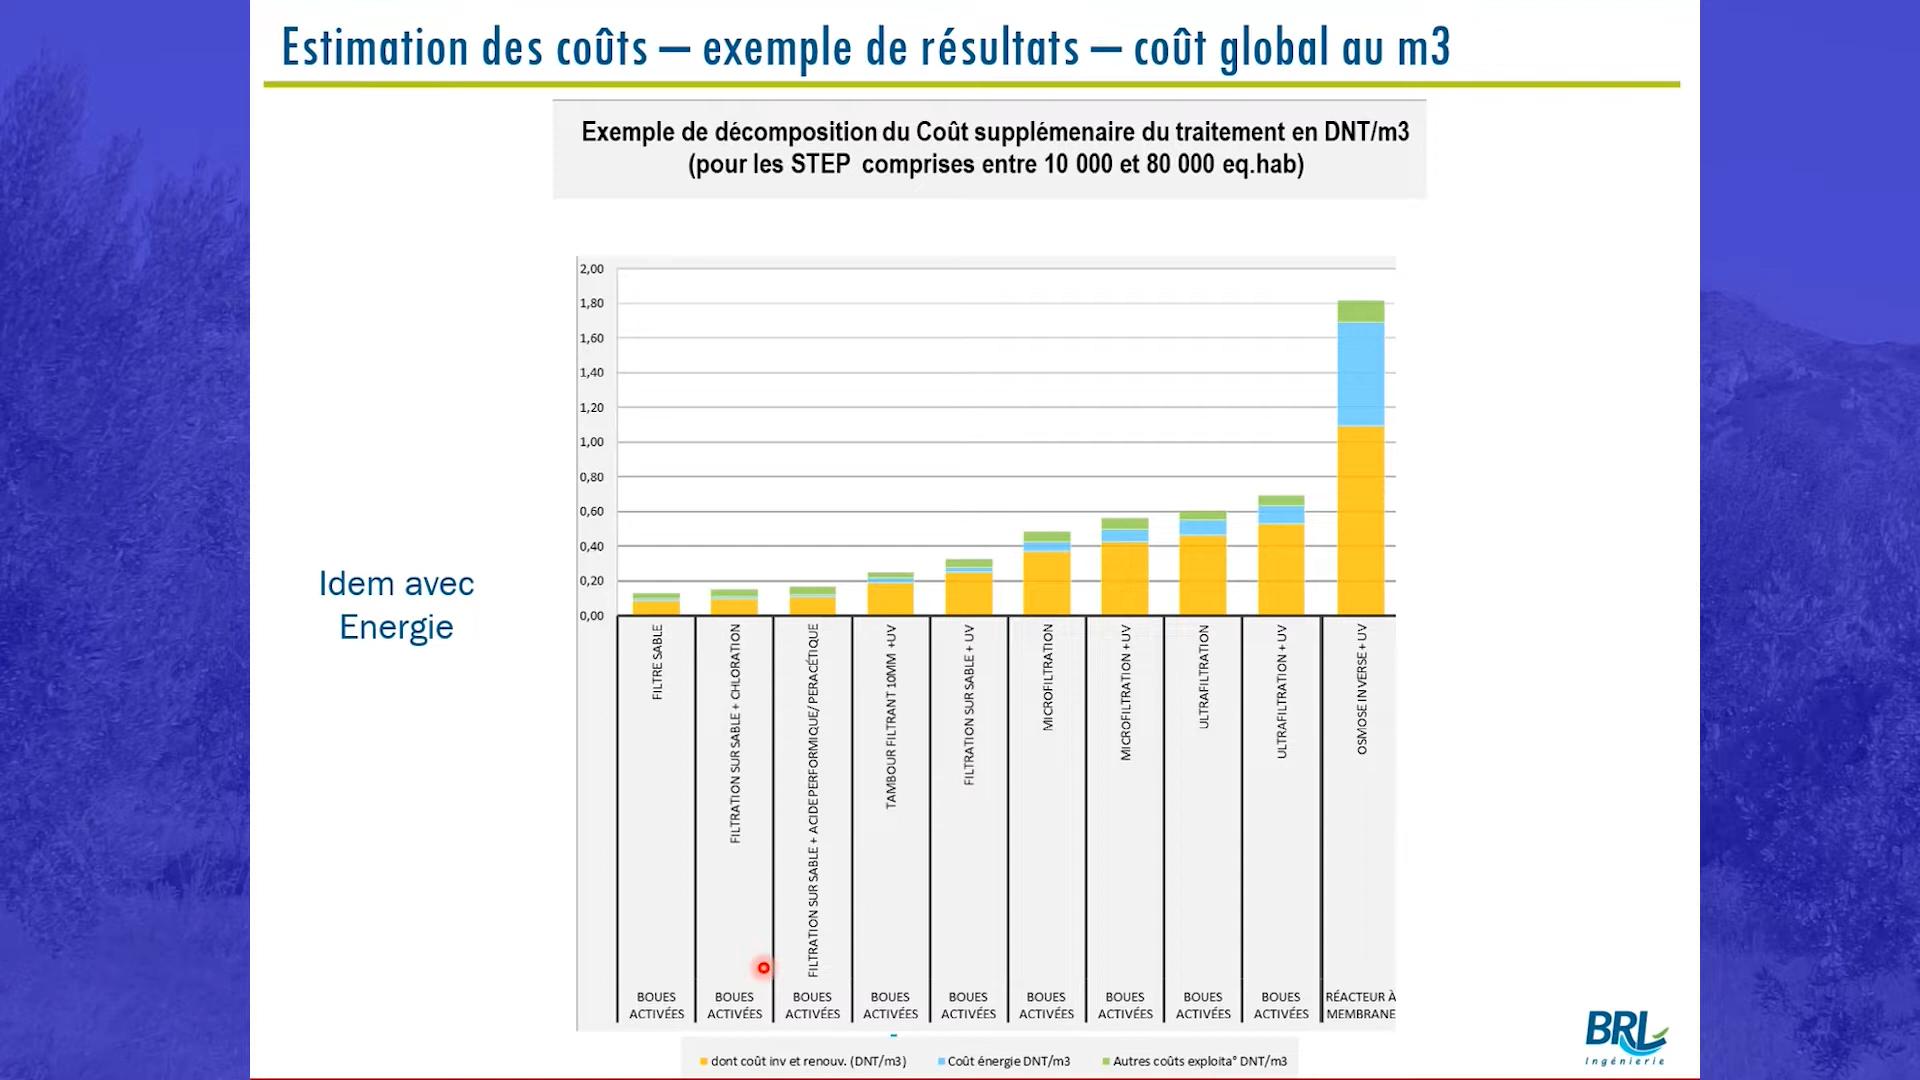 Estimation des coûts – exemple de résultats – coût global au m3
Exemple de décomposition du Coût supplémenaire du traitement en DNT/m3
(pour les STEP comprises entre 10 000 et 80 000 eq.hab)
Idem avec
Energie
2,00
1,80
1,60
1,40
1,20
1,00
0,80
0,60
0,40
0,20
0,00
FILTRE SABLE
FILTRATION SUR SABLE + CHLORATION
FILTRATION SUR SABLE + ACIDE PERFORMIQUE/ PERACÉTIQUE
TAMBOUR FILTRANT 10MM +UV
FILTRATION SUR SABLE + UV
MICROFILTRATION
MICROFILTRATION + UV
ULTRAFILTRATION
ULTRAFILTRATION + UV
OSMOSE INVERSE + UV
BOUES
ACTIVÉES
BOUES
ACTIVÉES
BOUES
ACTIVÉES
BOUES
ACTIVÉES
BOUES
ACTIVÉES
BOUES
ACTIVÉES
BOUES
ACTIVÉES
BOUES
ACTIVÉES
BOUES
ACTIVÉES
RÉACTEUR À
MEMBRANE
dont coût inv et renouv. (DNT/m3)
Coût énergie DNT/m3
Autres coûts exploita° DNT/m3
BRL
Ingénierie